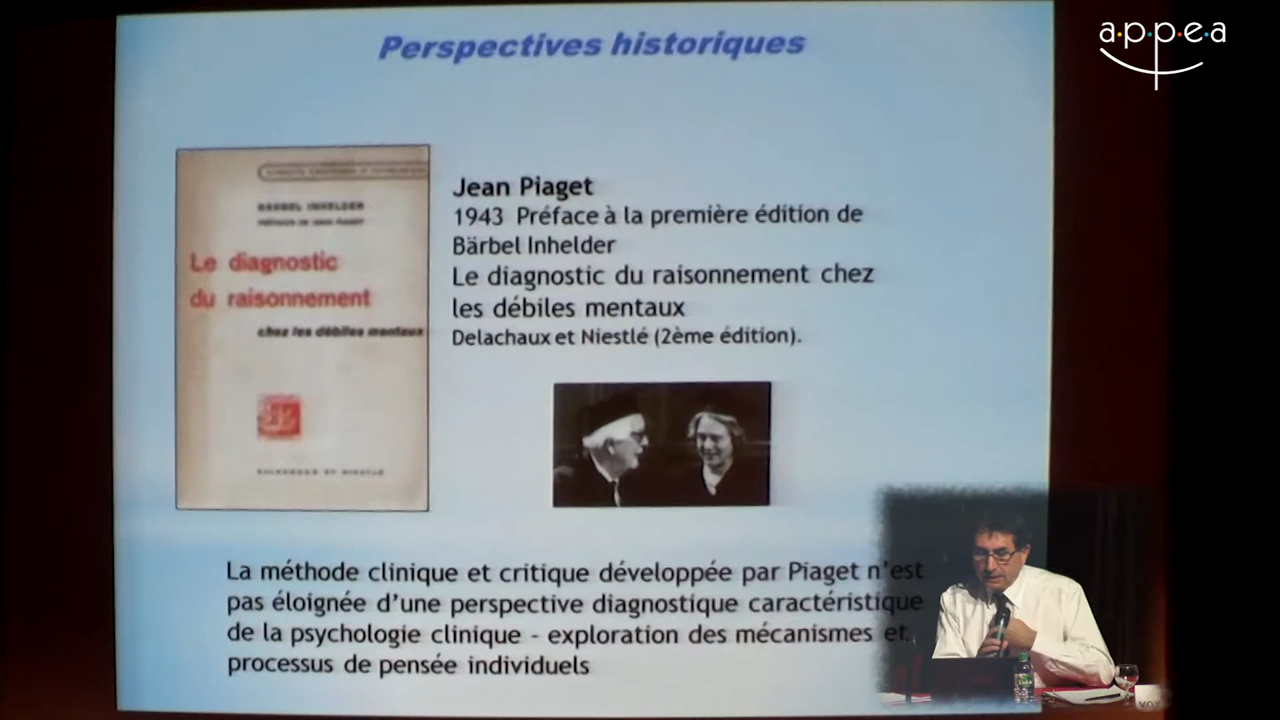 a·p·p·e·a
Perspectives historiques
BÄRBEL INHELDER
PRÉFACE DE JEAN PIAGET
Le diagnostic
du raisonnement
chez les débiles mentaux
DELACHAUX ET NIESTLÉ
Jean Piaget
1943 Préface à la première édition de
Bärbel Inhelder
Le diagnostic du raisonnement chez
les débiles mentaux
Delachaux et Niestlé (2ème édition).
La méthode clinique et critique développée par Piaget n'est
pas éloignée d'une perspective diagnostique caractéristique
de la psychologie clinique - exploration des mécanismes et
processus de pensée individuels